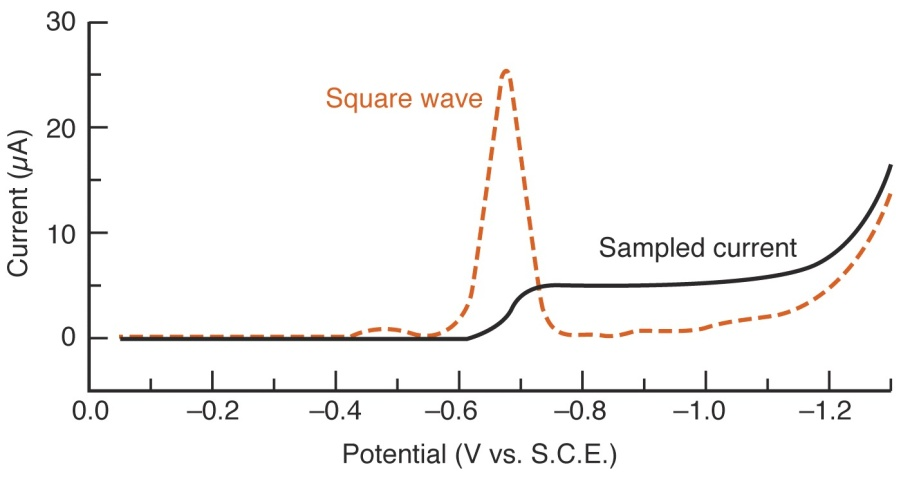 30
20
10
0
Current (μA)
Square wave
Sampled current
0.0
–0.2
–0.4
–0.6
–0.8
–1.0
–1.2
Potential (V vs. S.C.E.)